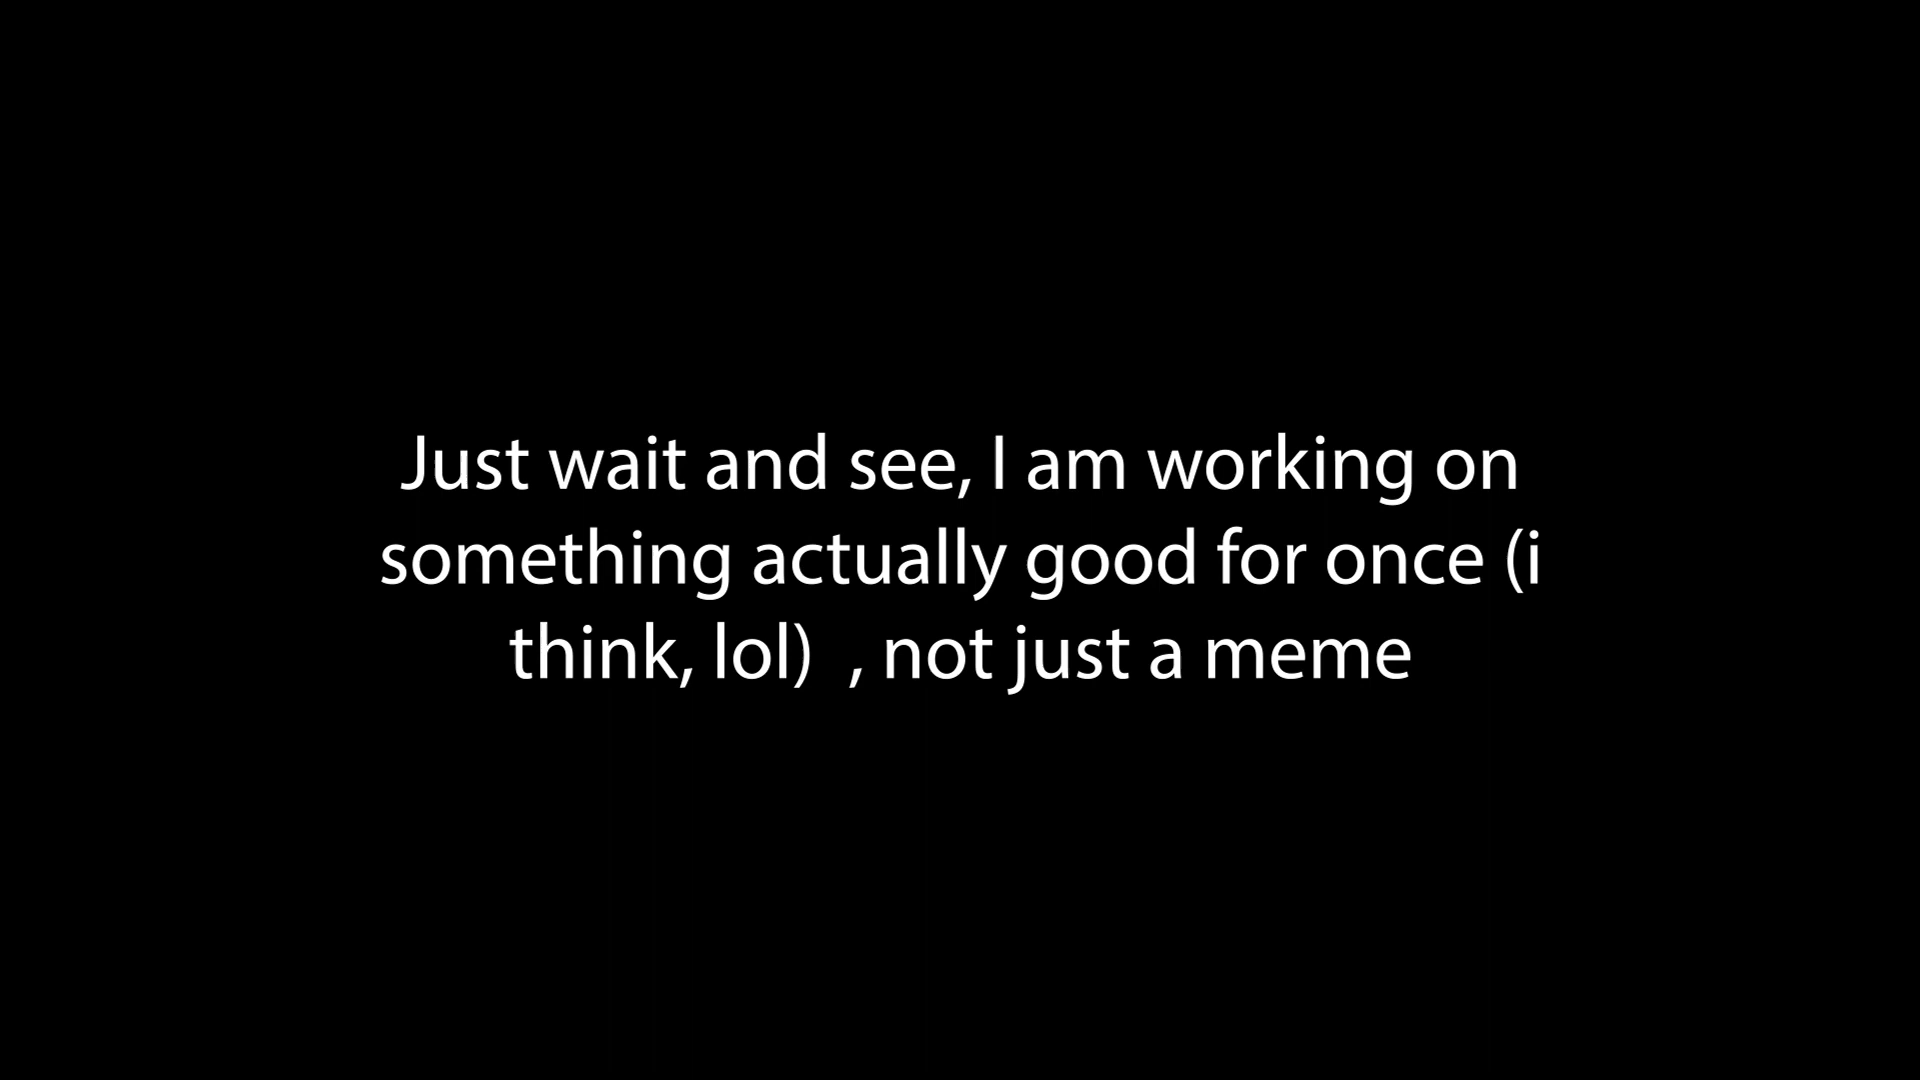 Just wait and see, I am working on
something actually good for once (i
think, lol)  , not just a meme